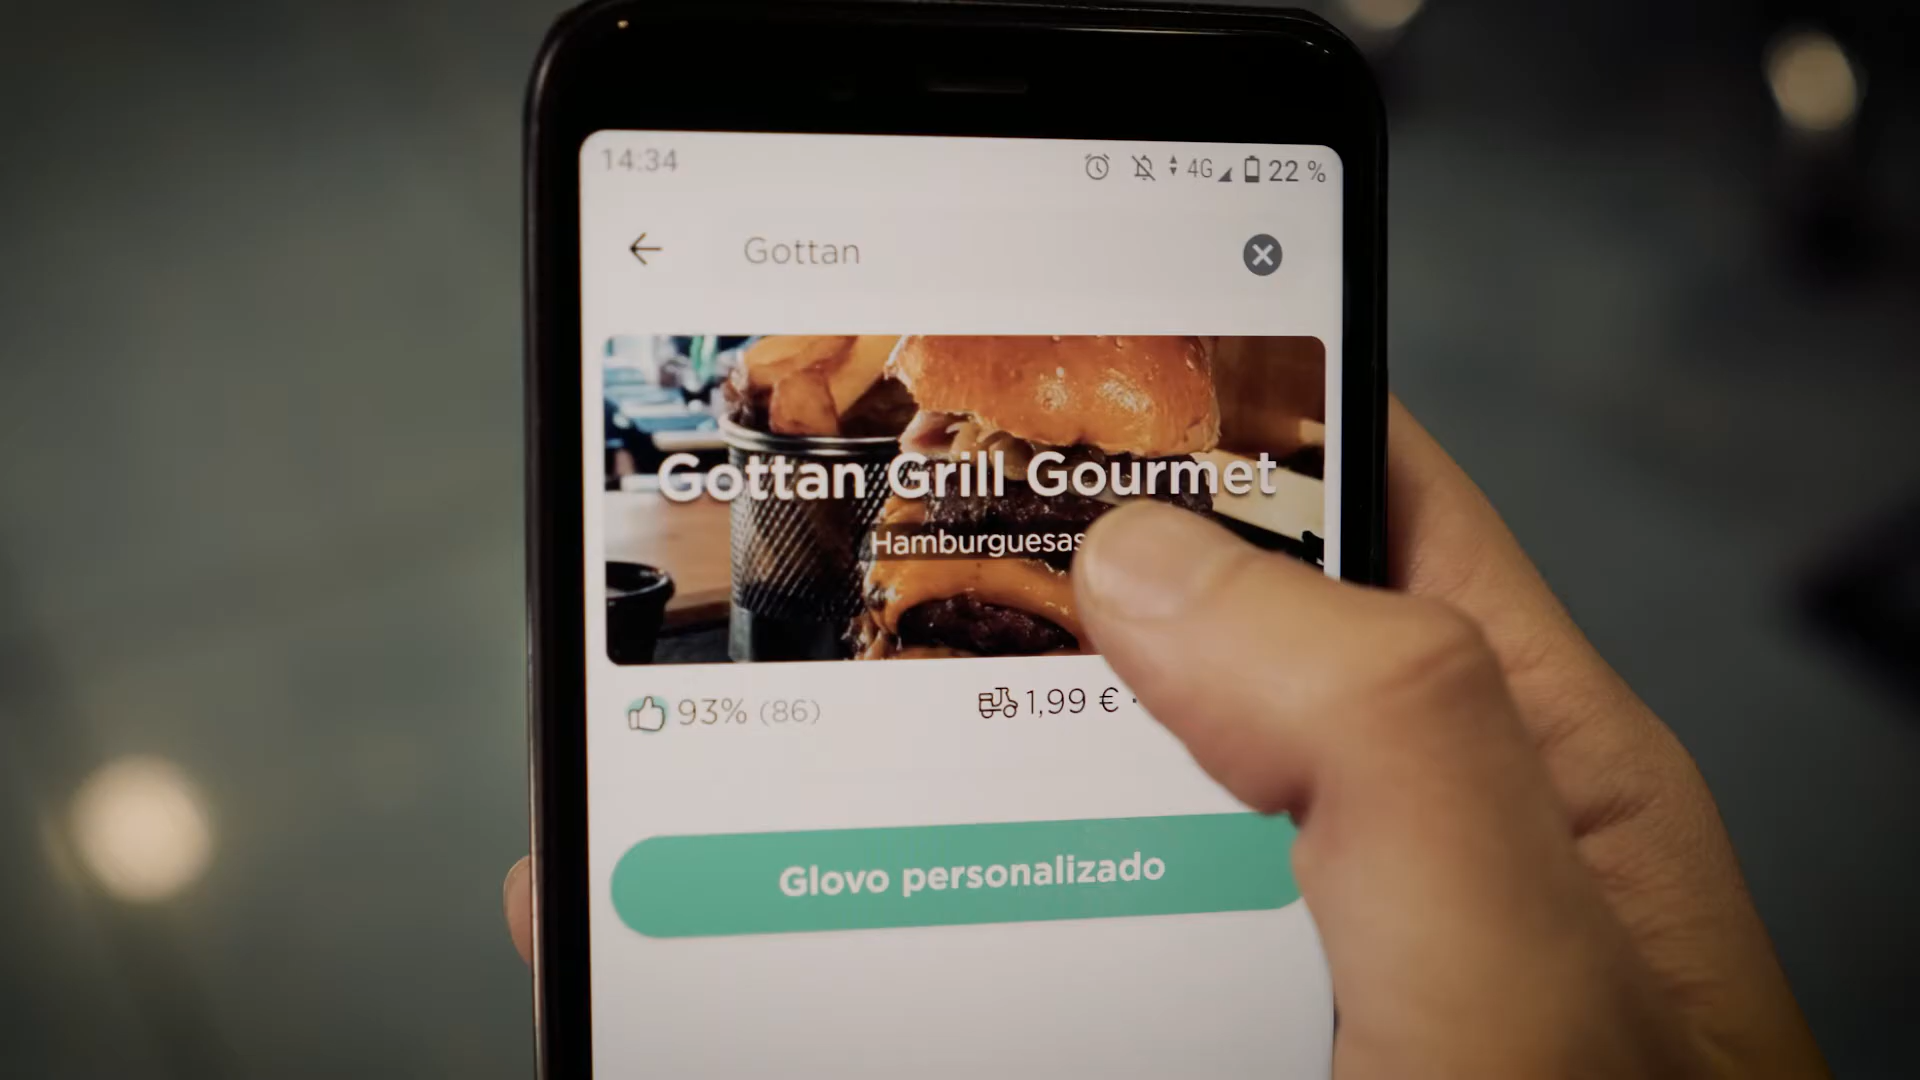 14:34 4G 22 %
Gottan
Gottan Grill Gourmet
Hamburguesas
93% (86) 1,99 € ·
Glovo personalizado